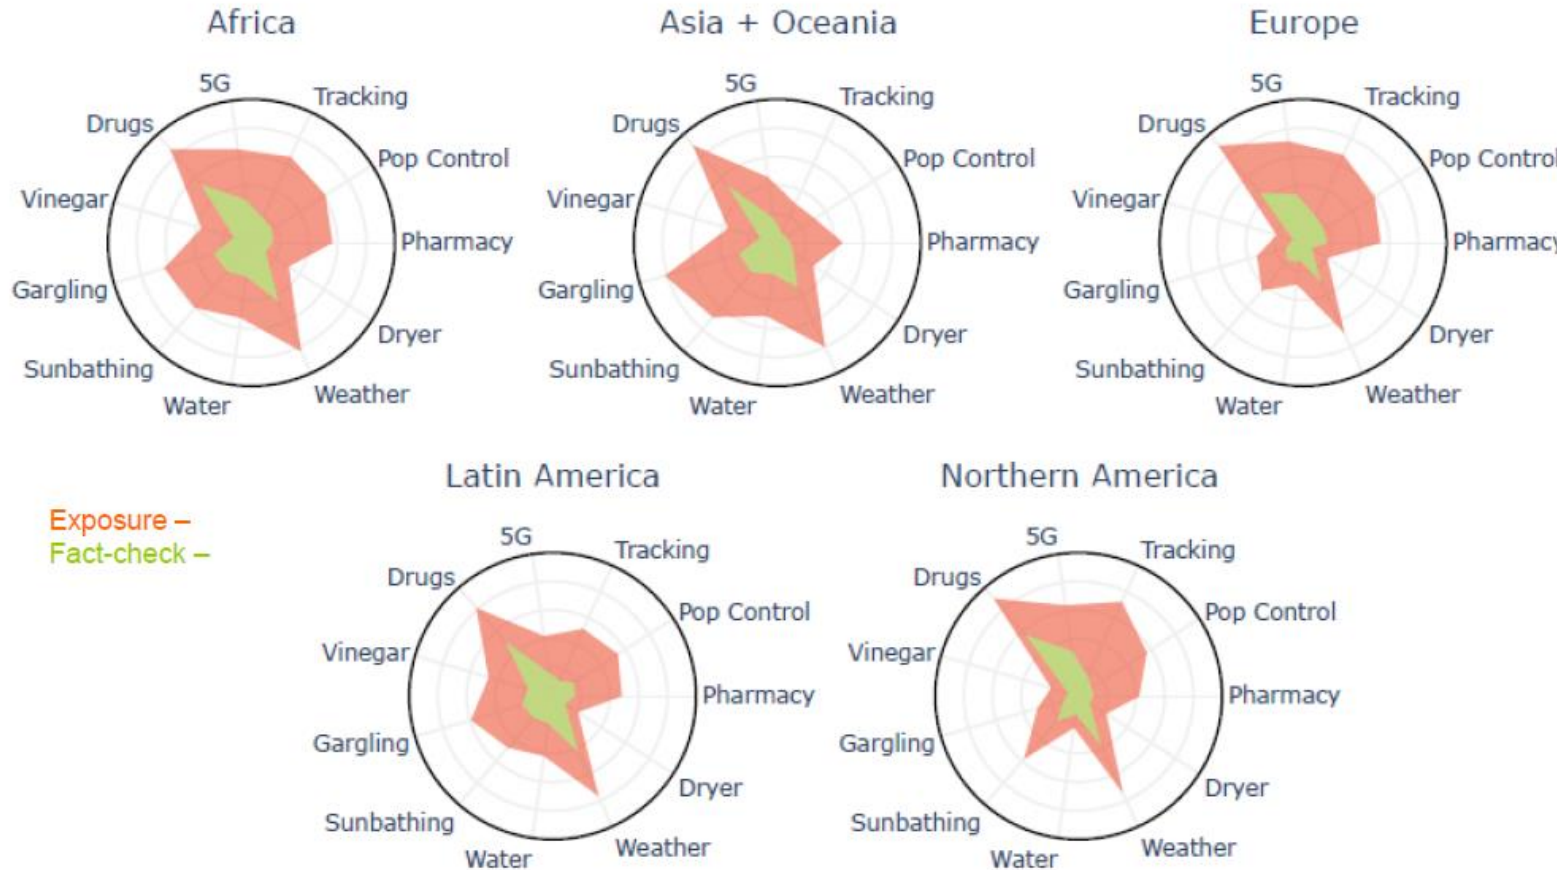 Africa
5G
Tracking
Drugs
Pop Control
Vinegar
Pharmacy
Gargling
Dryer
Sunbathing
Water
Weather
Asia + Oceania
5G
Tracking
Drugs
Pop Control
Vinegar
Pharmacy
Gargling
Dryer
Sunbathing
Water
Weather
Europe
5G
Tracking
Drugs
Pop Control
Vinegar
Pharmacy
Gargling
Dryer
Sunbathing
Water
Weather
Exposure –
Fact-check –
Latin America
5G
Tracking
Drugs
Pop Control
Vinegar
Pharmacy
Gargling
Dryer
Sunbathing
Water
Weather
Northern America
5G
Tracking
Drugs
Pop Control
Vinegar
Pharmacy
Gargling
Dryer
Sunbathing
Water
Weather